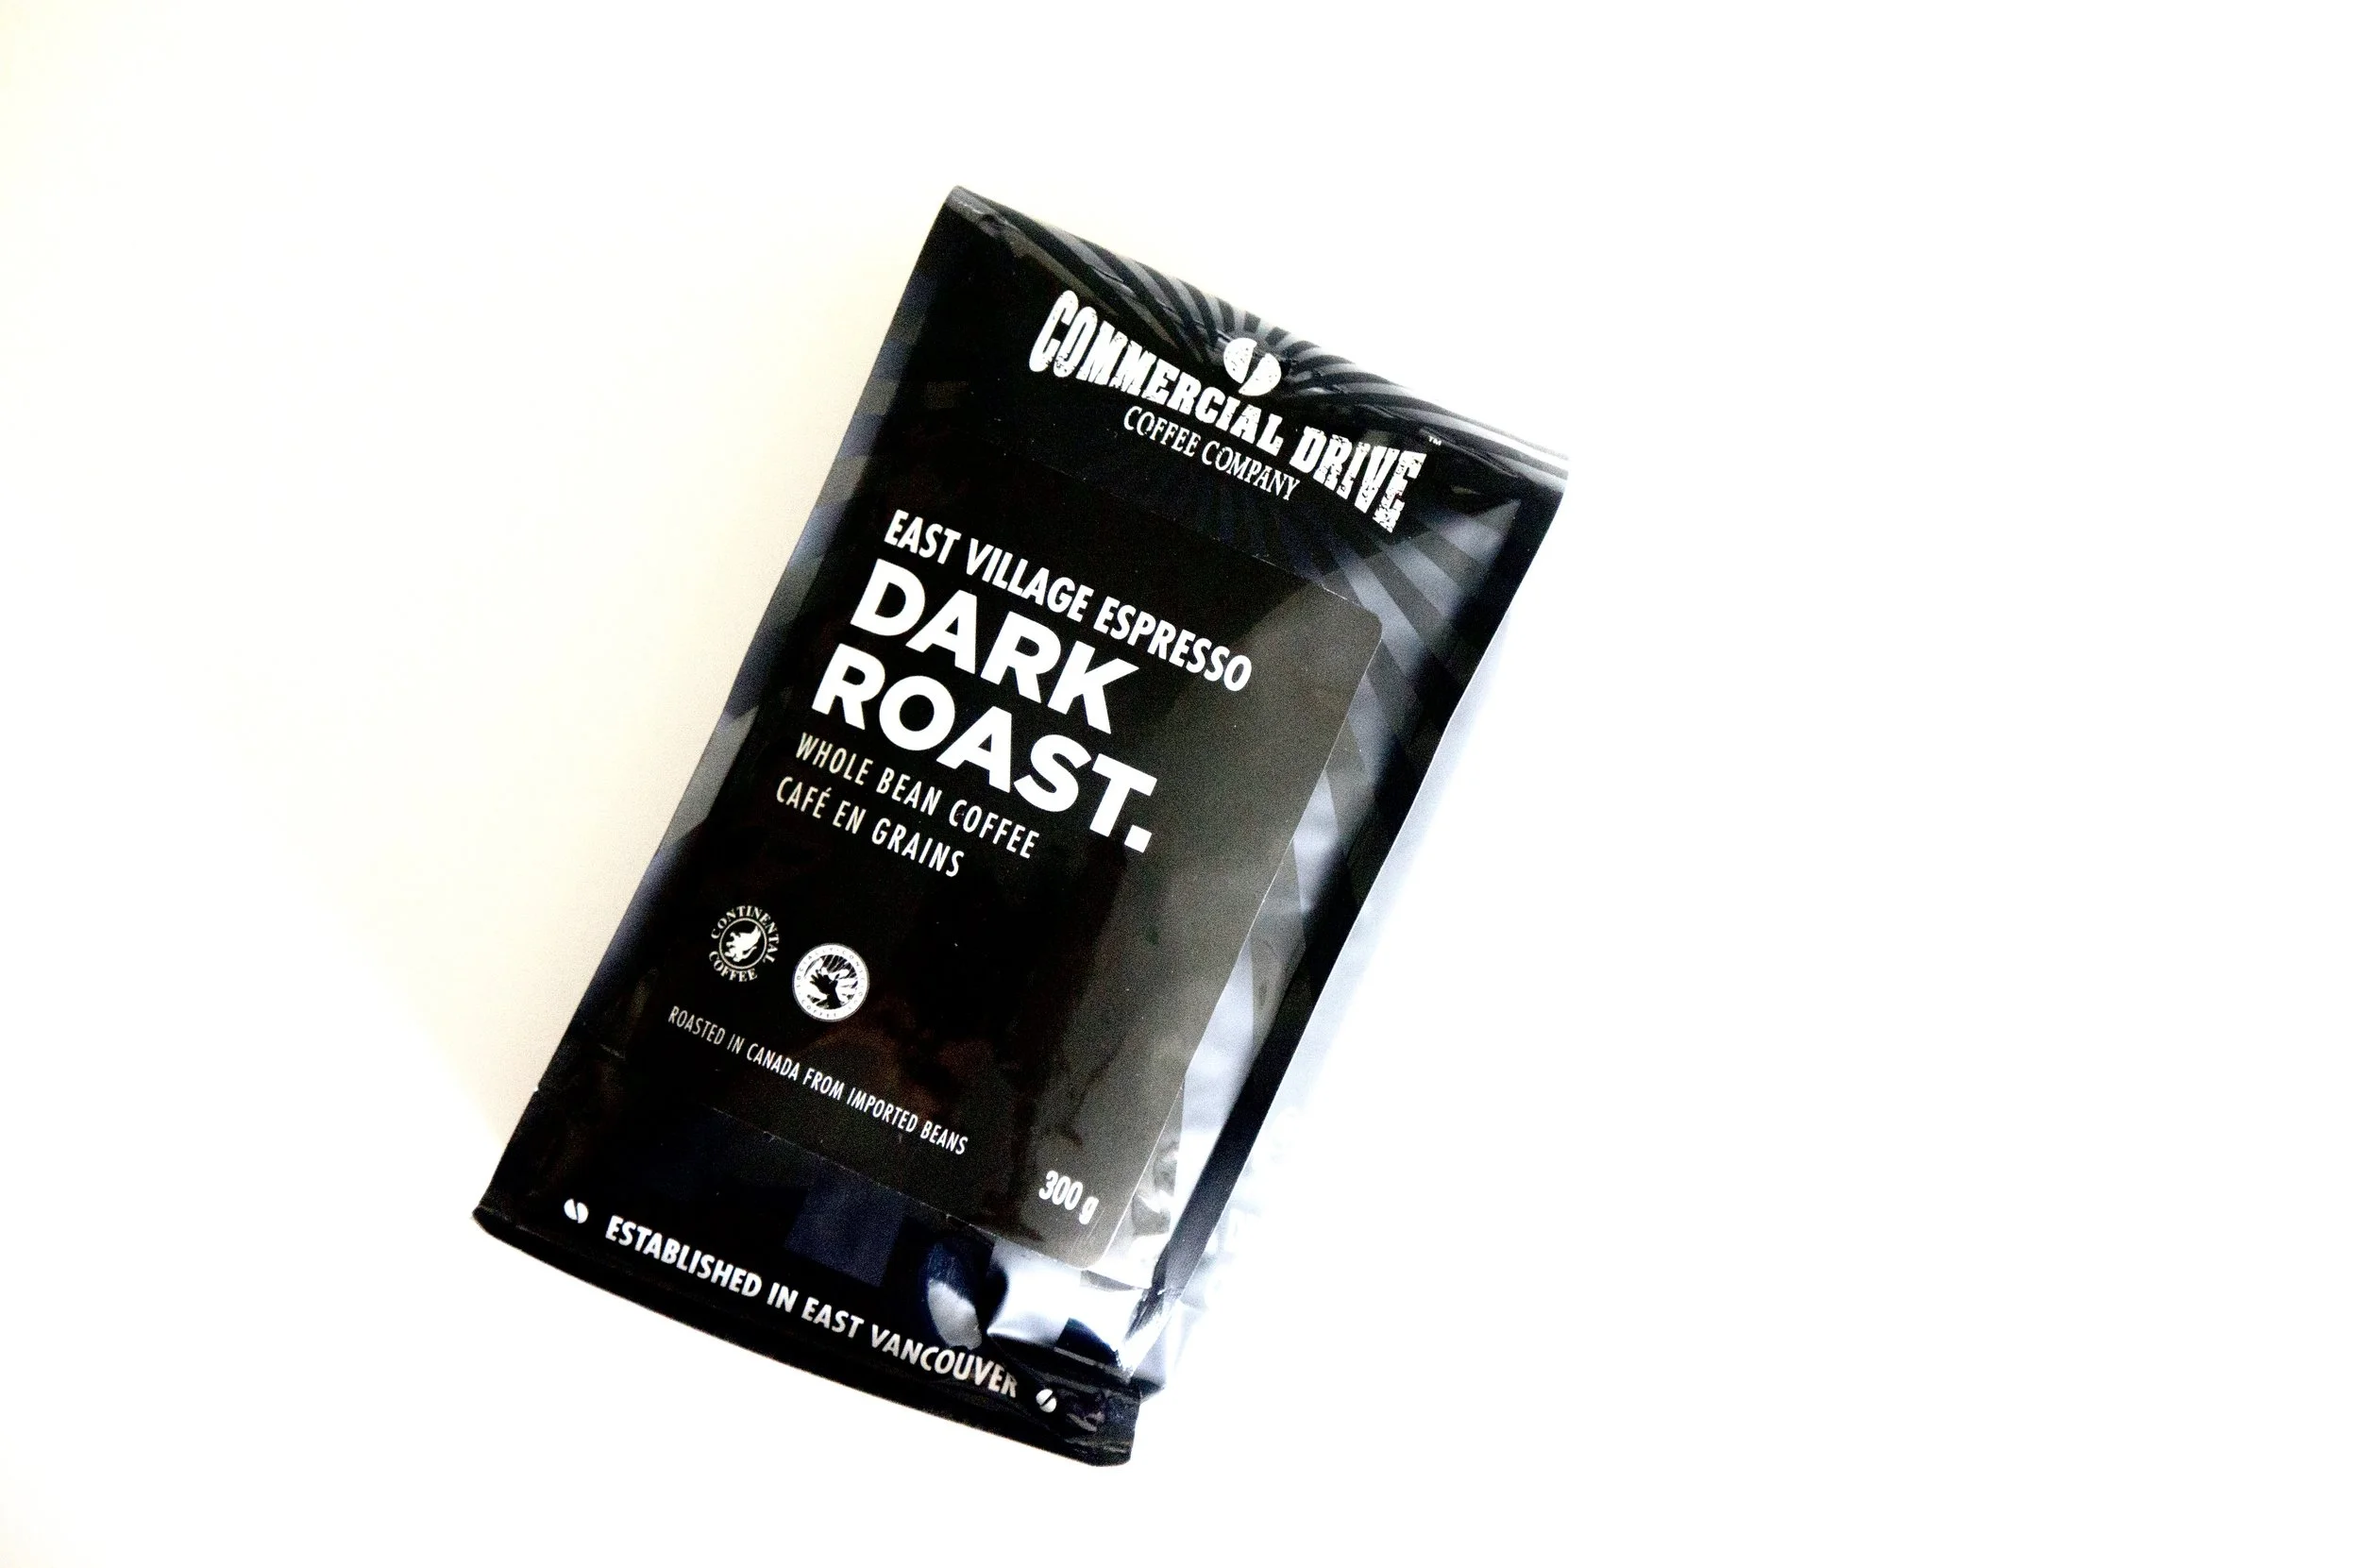 COMMERCIAL DRIVE™
COFFEE COMPANY
EAST VILLAGE ESPRESSO
DARK
ROAST.
WHOLE BEAN COFFEE
CAFÉ EN GRAINS
CONTINENTAL
COFFEE
ROASTED IN CANADA FROM IMPORTED BEANS
300 g
ESTABLISHED IN EAST VANCOUVER